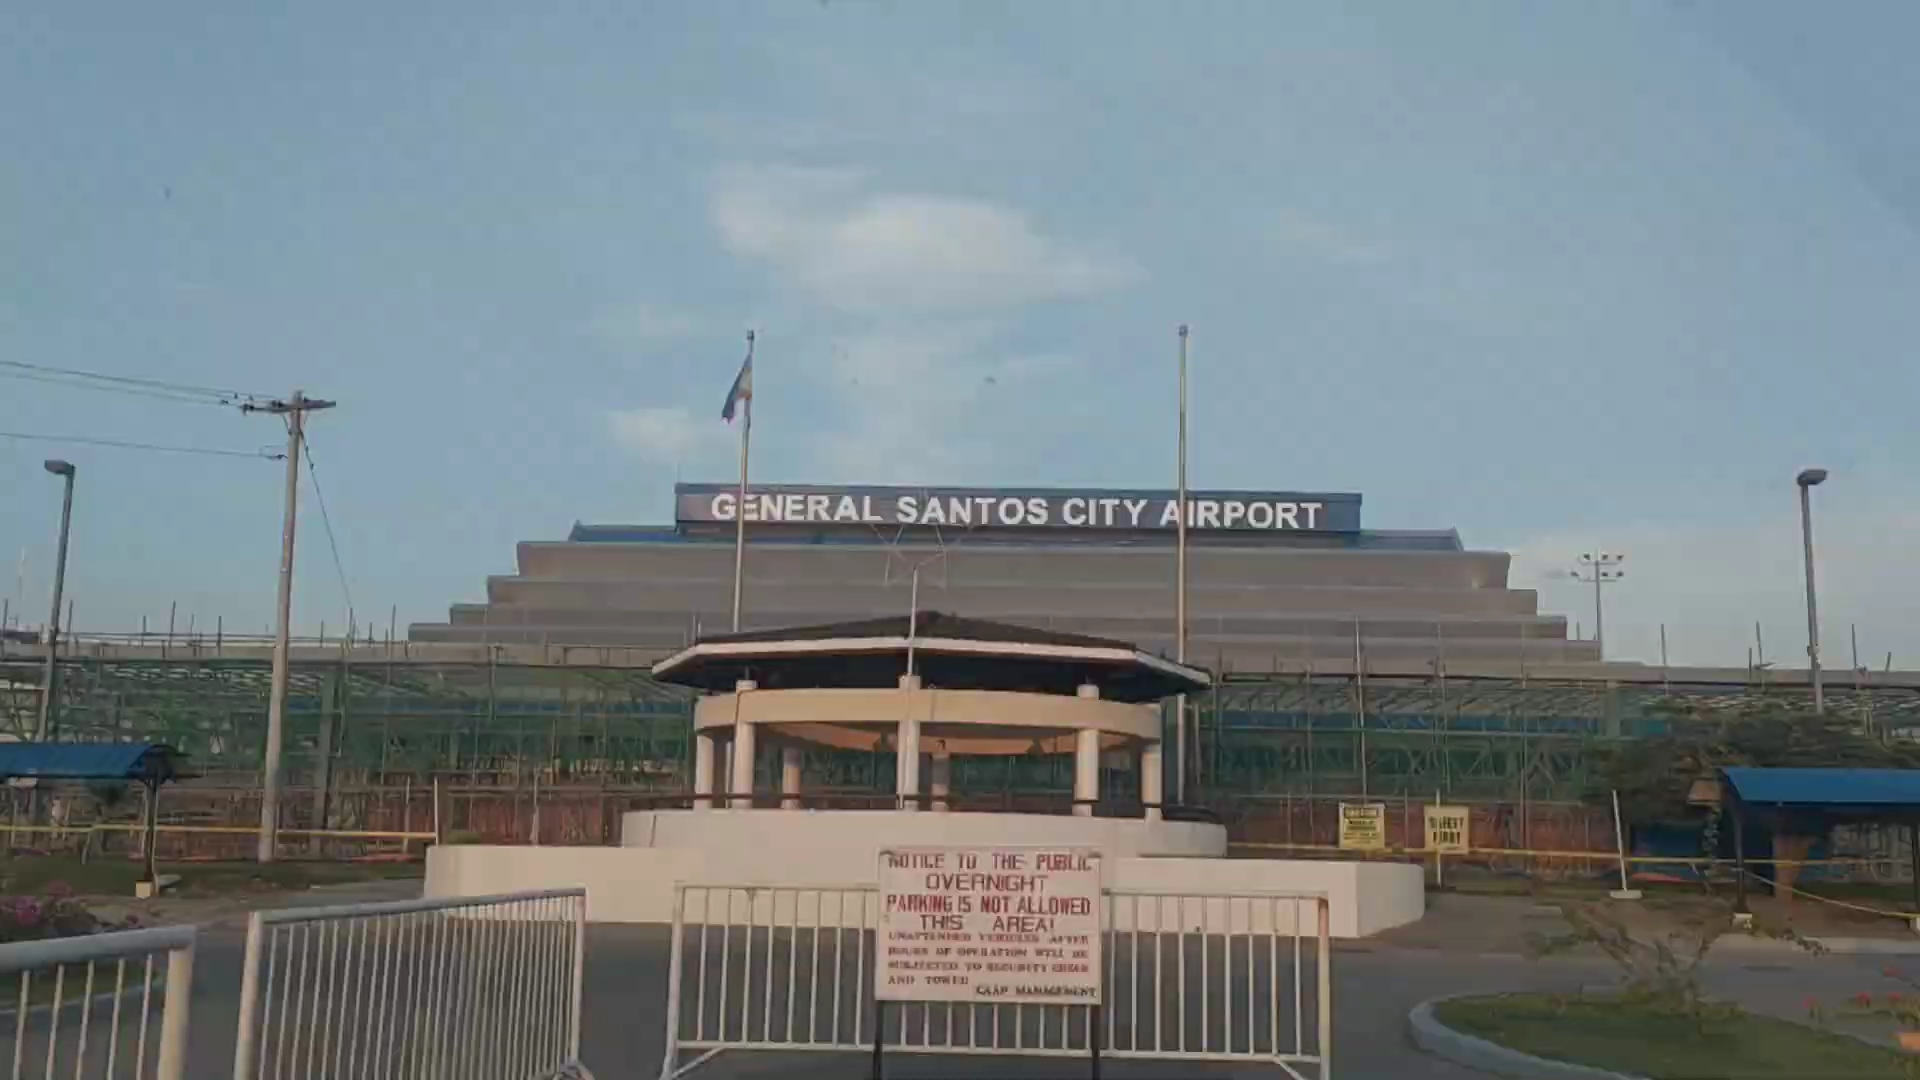 GENERAL SANTOS CITY AIRPORT
SAFETY
FIRST
NOTICE TO THE PUBLIC
OVERNIGHT
PARKING IS NOT ALLOWED
THIS AREA!
UNATTENDED VEHICLES AFTER
HOURS OF OPERATION WILL BE
SUBJECTED TO SECURITY CHECK
AND TOWED
CAAP MANAGEMENT